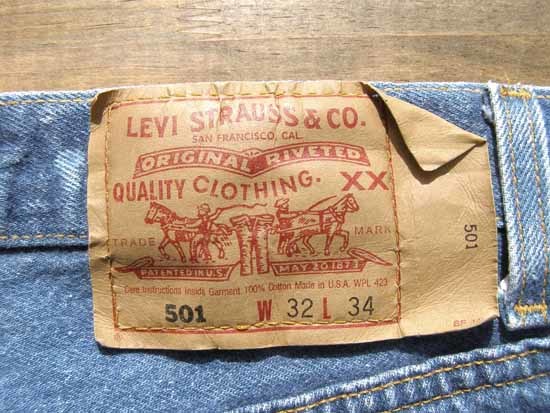 LEVI STRAUSS & CO.
SAN FRANCISCO, CAL.
ORIGINAL RIVETED
QUALITY CLOTHING. XX
TRADE MARK
PATENTED IN U.S. MAY 20 1873
Care Instructions Inside Garment 100% Cotton Made in U.S.A. WPL 423
501 W 32 L 34
501